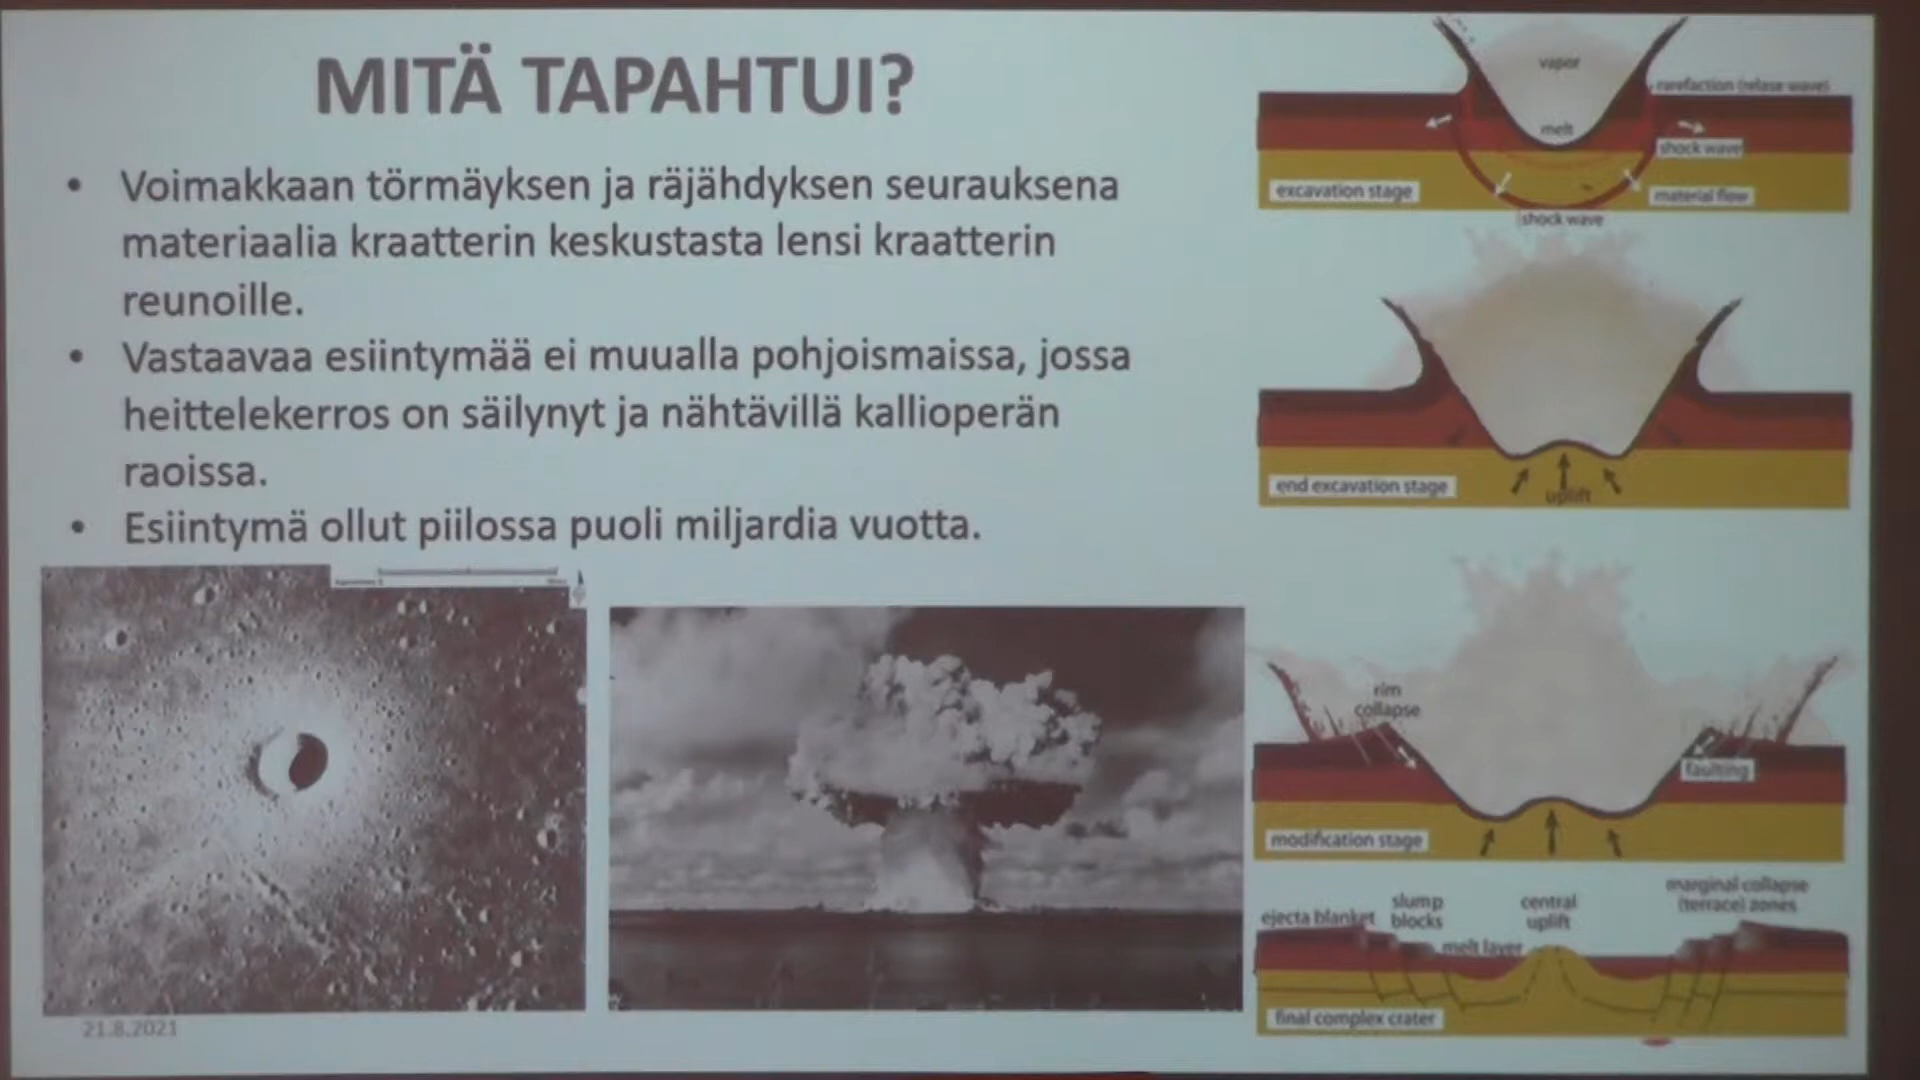 MITÄ TAPAHTUI?
• Voimakkaan törmäyksen ja räjähdyksen seurauksena
materiaalia kraatterin keskustasta lensi kraatterin
reunoille.
• Vastaavaa esiintymää ei muualla pohjoismaissa, jossa
heittelekerros on säilynyt ja nähtävillä kallioperän
raoissa.
• Esiintymä ollut piilossa puoli miljardia vuotta.
21.8.2021
vapor
rarefaction (relase wave)
melt
shock wave
excavation stage
material flow
shock wave
end excavation stage
uplift
rim
collapse
faulting
modification stage
ejecta blanket
slump
blocks
central
uplift
marginal collapse
(terrace) zones
melt layer
final complex crater